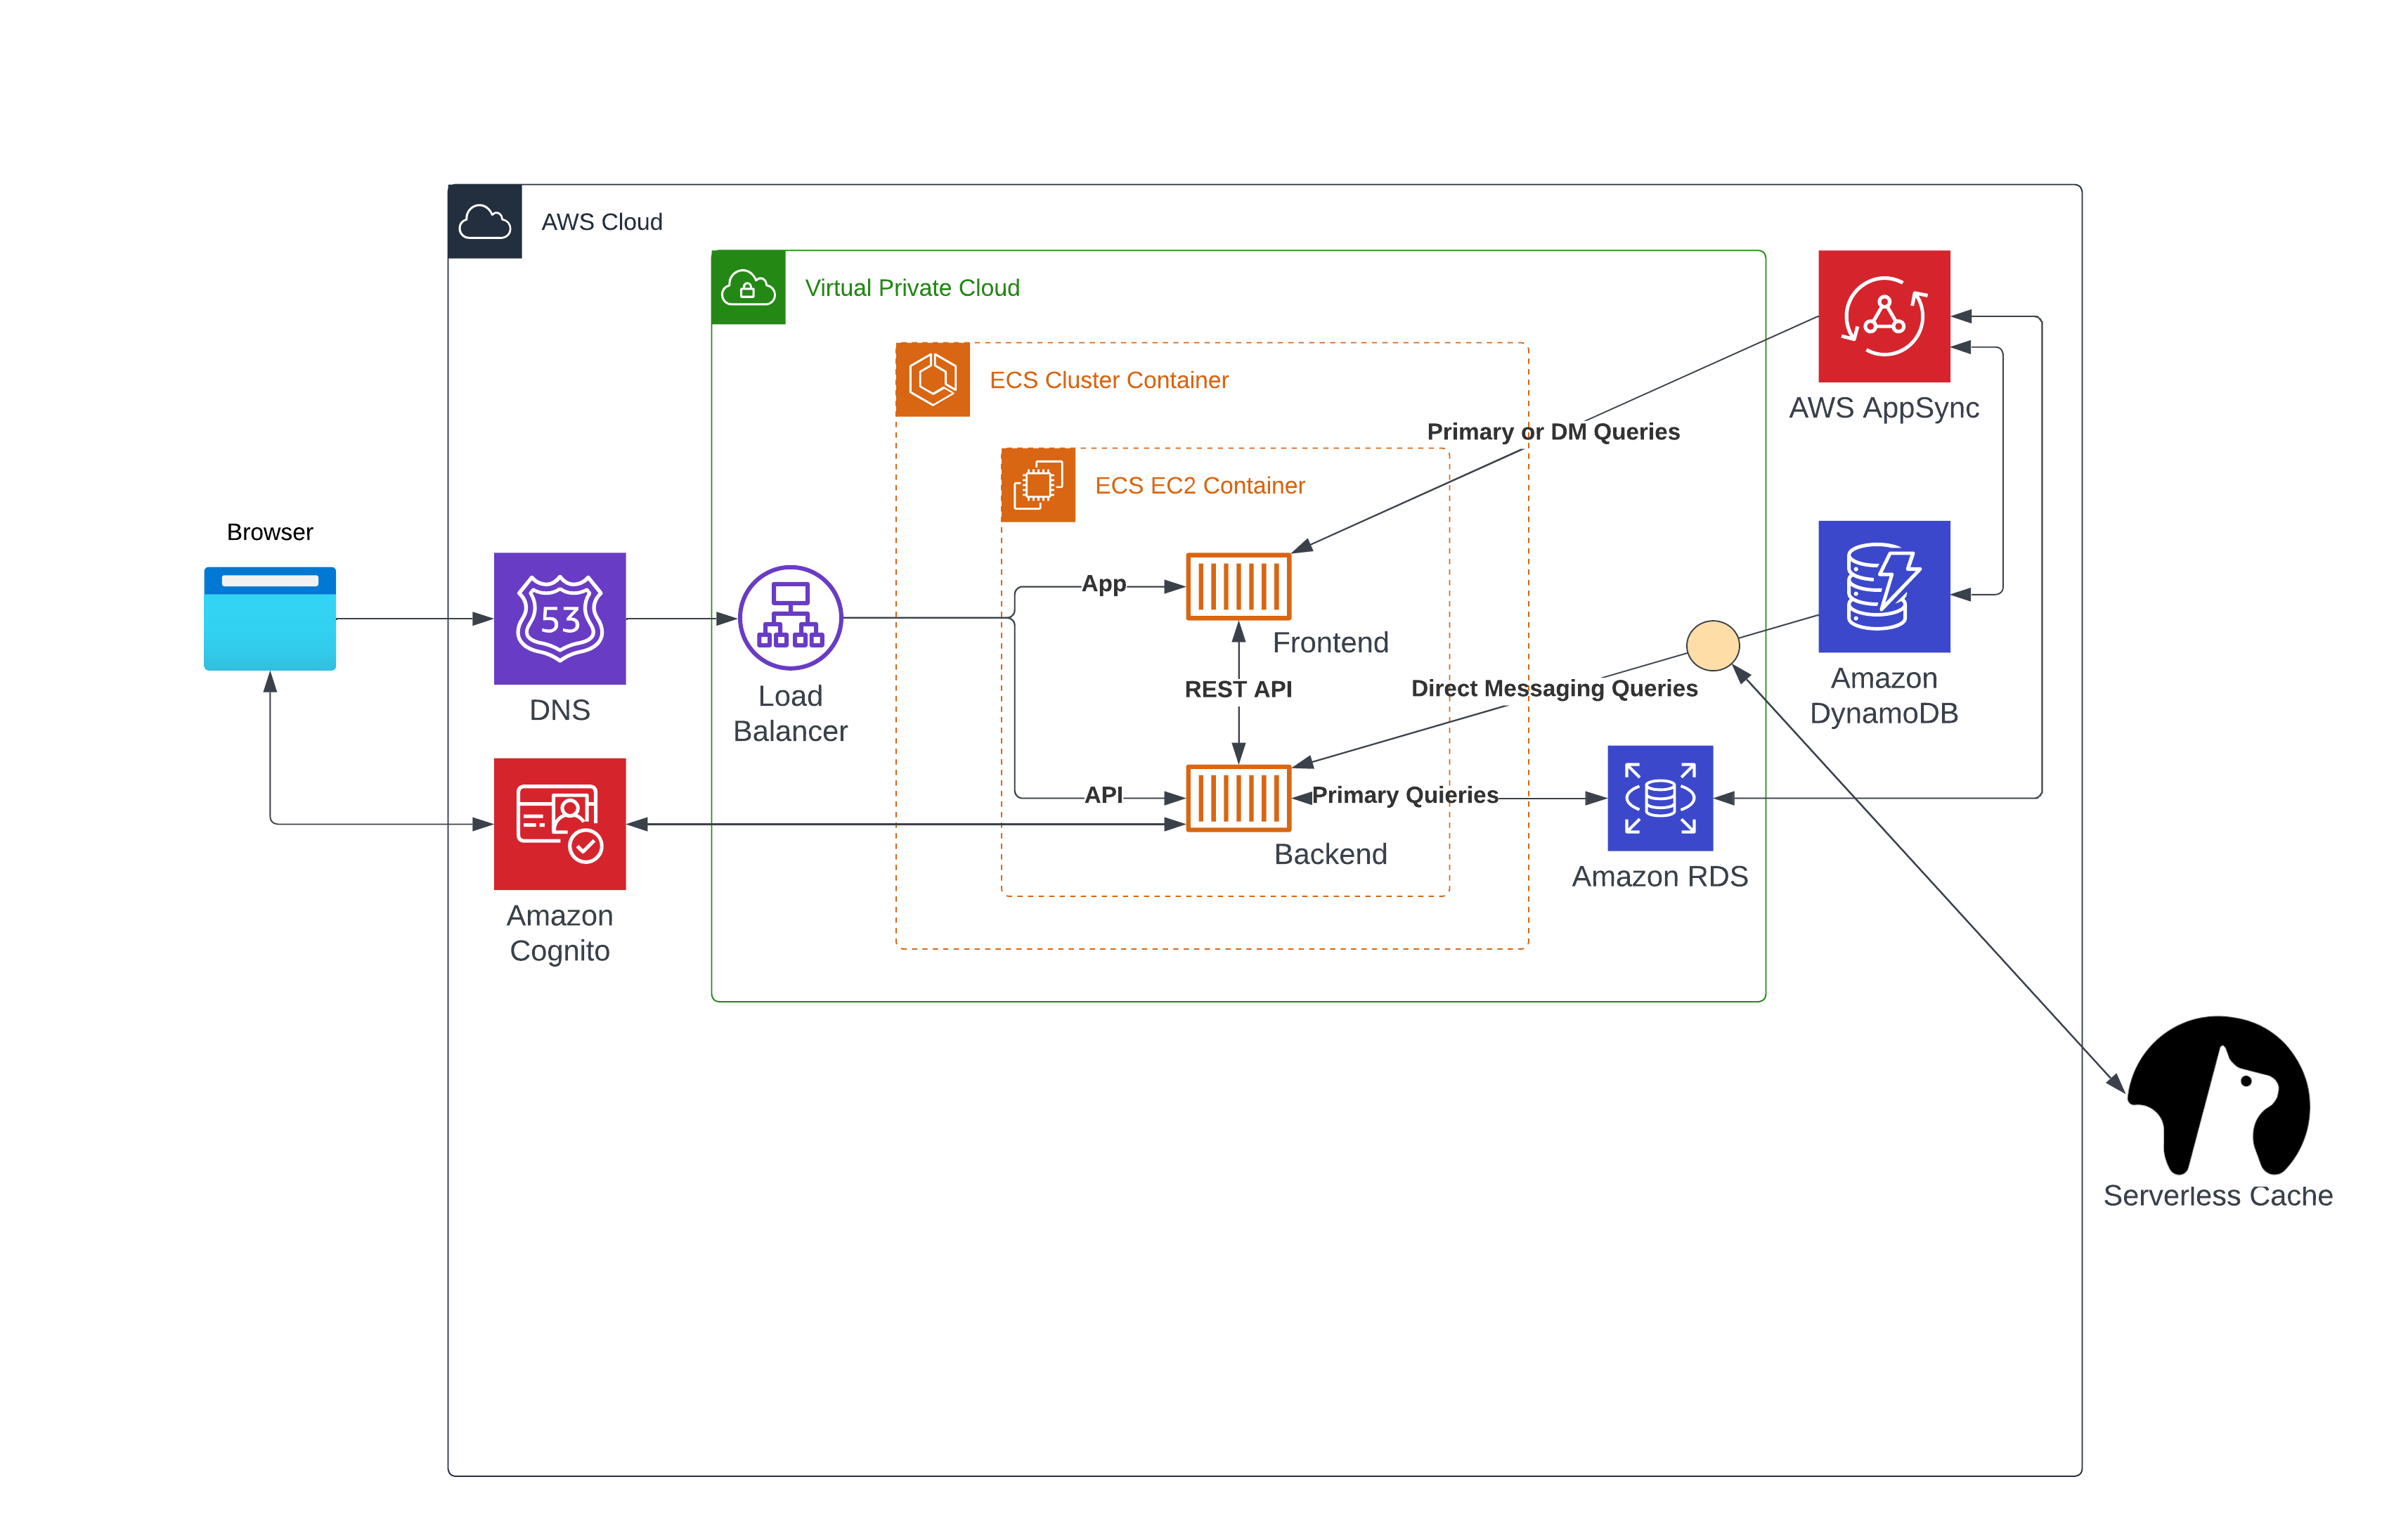 AWS Cloud
Virtual Private Cloud
ECS Cluster Container
AWS AppSync
Primary or DM Queries
ECS EC2 Container
Browser
53
App
Frontend
DNS
Load
Balancer
REST API
Direct Messaging Queries
Amazon
DynamoDB
API
Primary Quieries
Backend
Amazon RDS
Amazon
Cognito
Serverless Cache